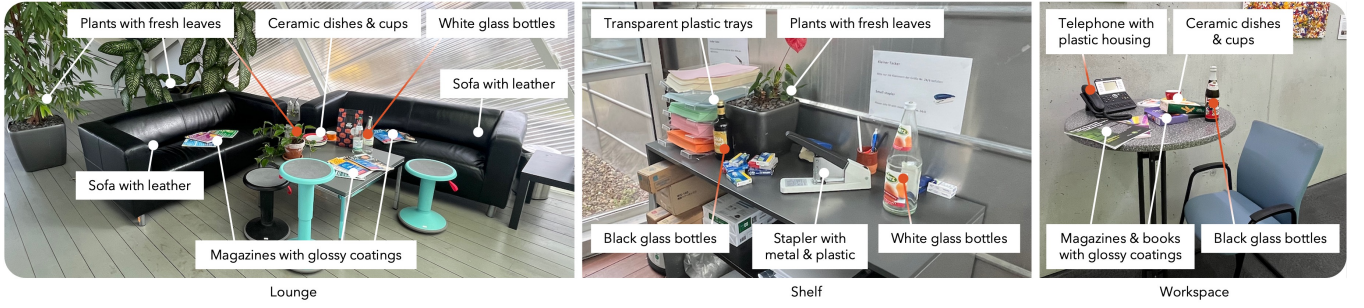 Plants with fresh leaves
Ceramic dishes & cups
White glass bottles
Sofa with leather
Sofa with leather
Magazines with glossy coatings
Lounge
Transparent plastic trays
Plants with fresh leaves
Black glass bottles
Stapler with
metal & plastic
White glass bottles
Shelf
Telephone with
plastic housing
Ceramic dishes
& cups
Magazines & books
with glossy coatings
Black glass bottles
Workspace